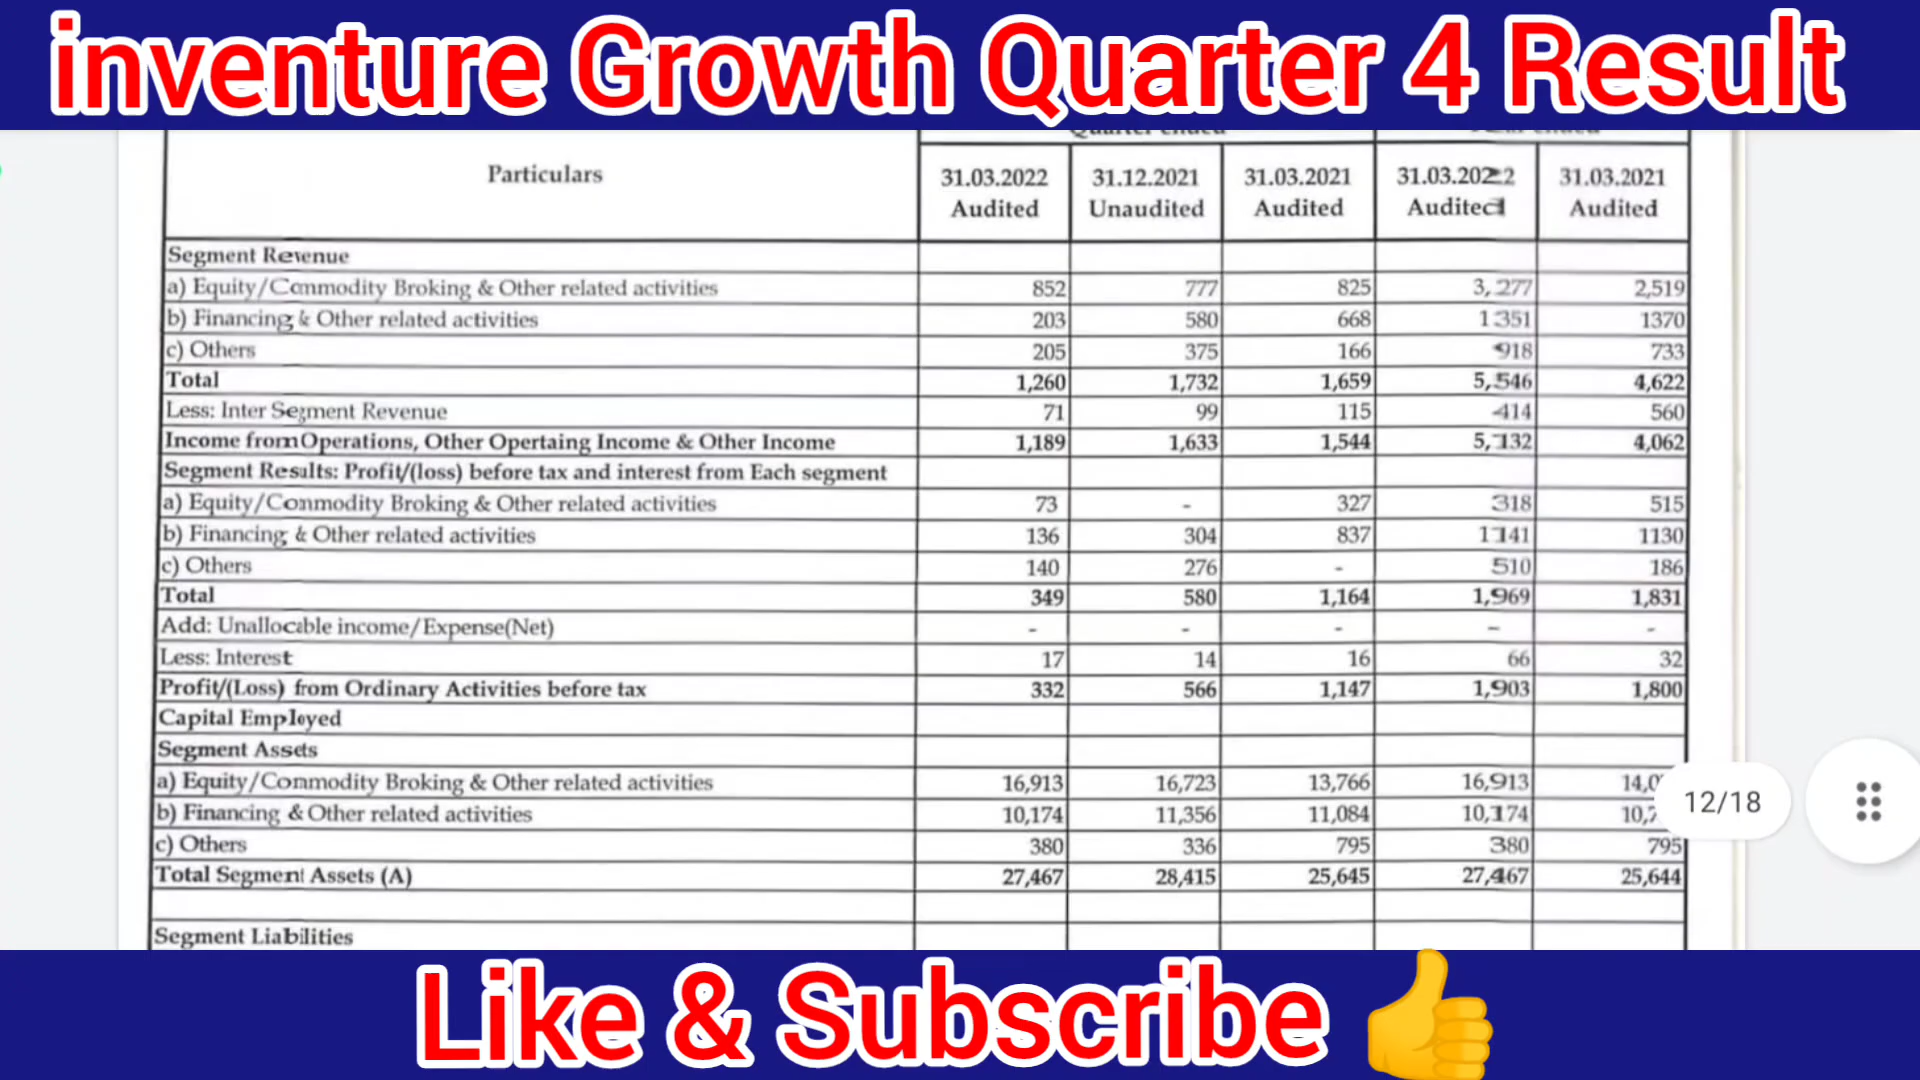 inventure Growth Quarter 4 Result
Quarter ended
Particulars 31.03.2022 31.12.2021 31.03.2021 31.03.2022 31.03.2021
Audited Unaudited Audited Audited Audited
Segment Revenue
a) Equity/Commodity Broking & Other related activities 852 777 825 3,277 2,519
b) Financing & Other related activities 203 580 668 1351 1370
c) Others 205 375 166 918 733
Total 1,260 1,732 1,659 5,546 4,622
Less: Inter Segment Revenue 71 99 115 414 560
Income from Operations, Other Opertaing Income & Other Income 1,189 1,633 1,544 5,132 4,062
Segment Results: Profit/(loss) before tax and interest from Each segment
a) Equity/Commodity Broking & Other related activities 73 - 327 318 515
b) Financing & Other related activities 136 304 837 1141 1130
c) Others 140 276 - 510 186
Total 349 580 1,164 1,969 1,831
Add: Unallocable income/Expense(Net) - - - - -
Less: Interest 17 14 16 66 32
Profit/(Loss) from Ordinary Activities before tax 332 566 1,147 1,903 1,800
Capital Employed
Segment Assets
a) Equity/Commodity Broking & Other related activities 16,913 16,723 13,766 16,913
b) Financing & Other related activities 10,174 11,356 11,084 10,174
c) Others 380 336 795 380 795
Total Segment Assets (A) 27,467 28,415 25,645 27,467 25,644
12/18
Segment Liabilities
Like & Subscribe 👍